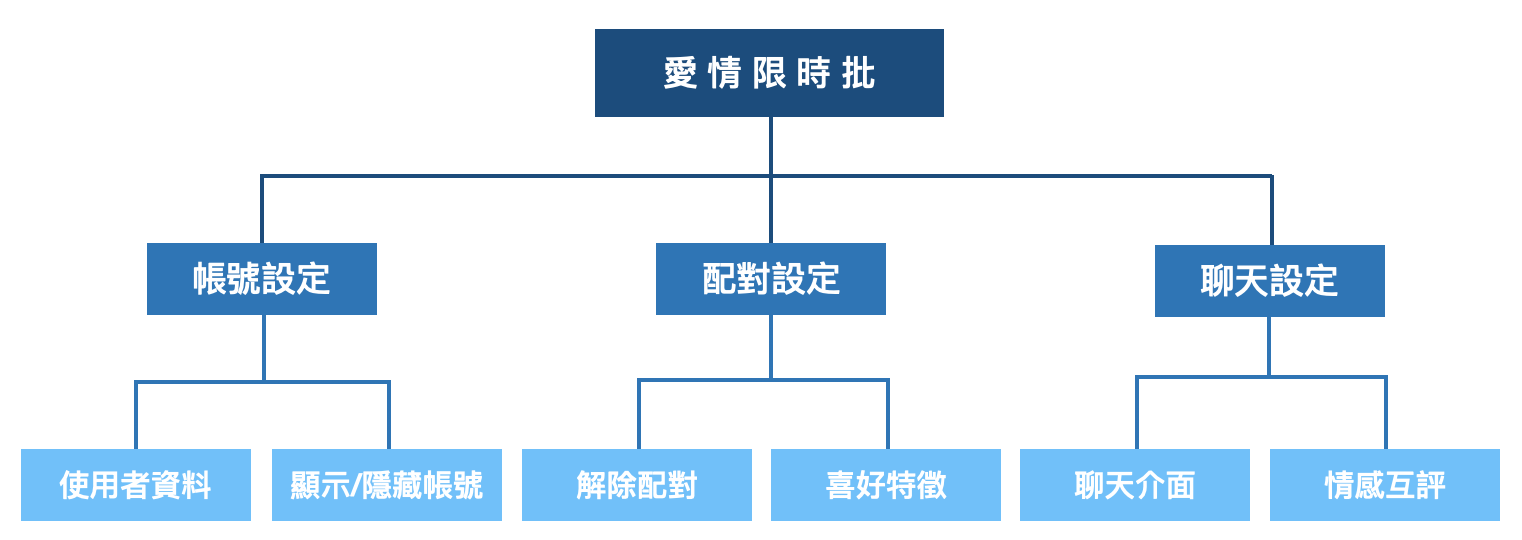 愛情限時批
帳號設定
配對設定
聊天設定
使用者資料
顯示/隱藏帳號
解除配對
喜好特徵
聊天介面
情感互評